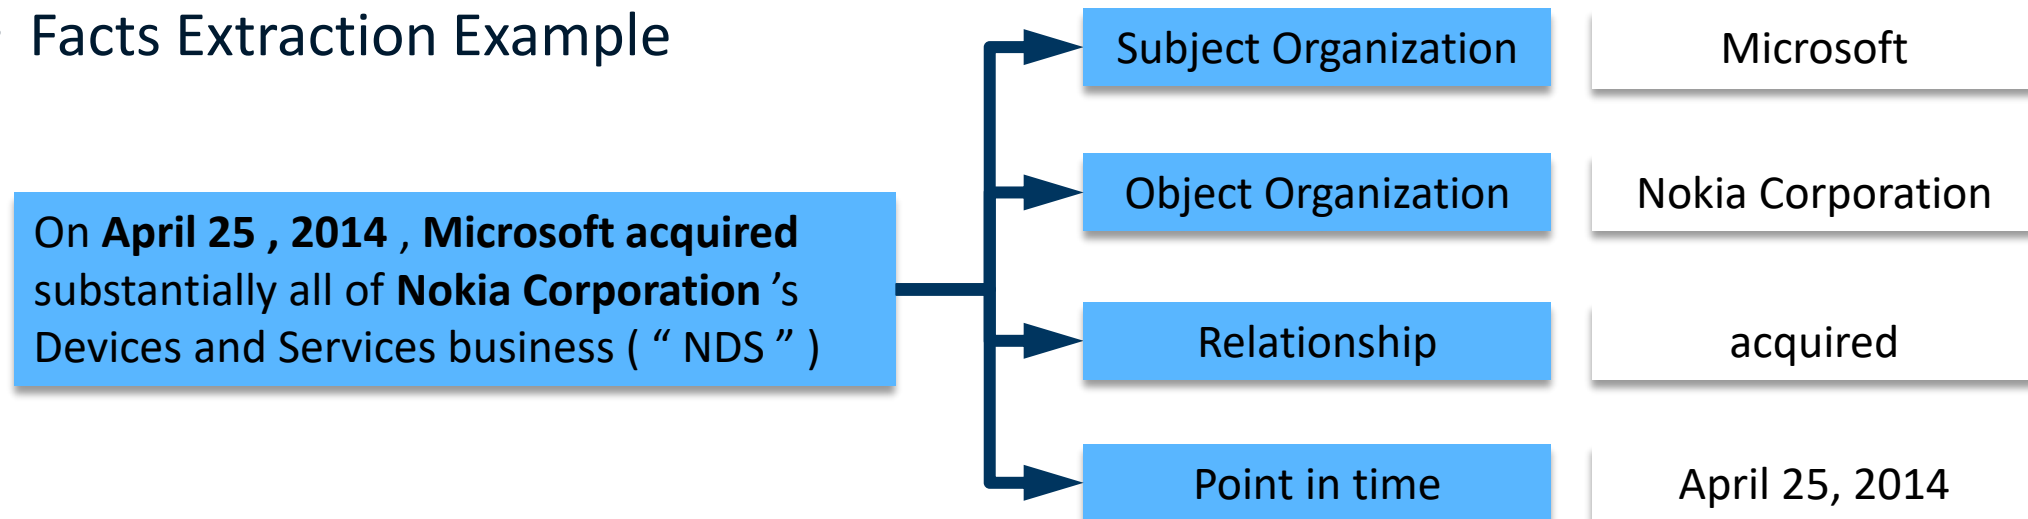 Facts Extraction Example
On April 25 , 2014 , Microsoft acquired
substantially all of Nokia Corporation ’s
Devices and Services business ( “ NDS ” )
Subject Organization
Microsoft
Object Organization
Nokia Corporation
Relationship
acquired
Point in time
April 25, 2014